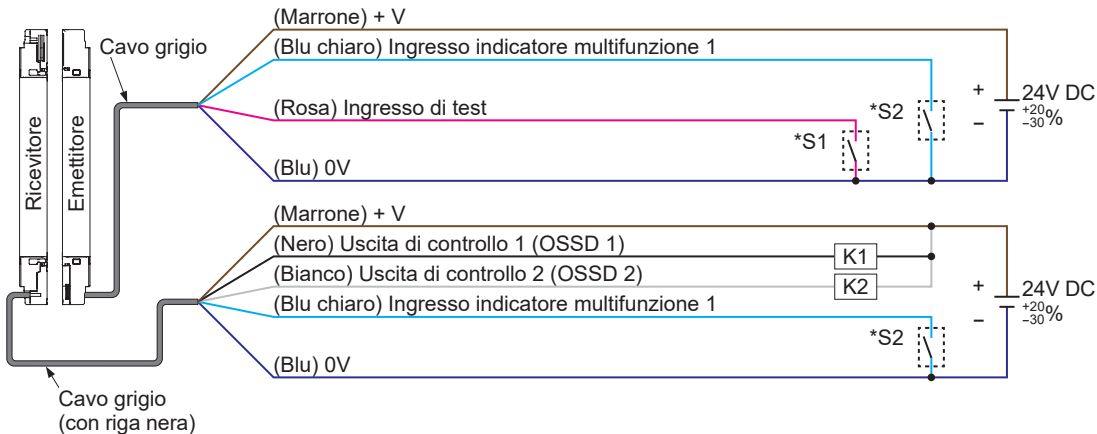 Ricevitore
Emettitore
Cavo grigio
(Marrone) + V
(Blu chiaro) Ingresso indicatore multifunzione 1
(Rosa) Ingresso di test
(Blu) 0V
*S1
*S2
+
−
24V DC
+20
−30 %
(Marrone) + V
(Nero) Uscita di controllo 1 (OSSD 1)
(Bianco) Uscita di controllo 2 (OSSD 2)
(Blu chiaro) Ingresso indicatore multifunzione 1
(Blu) 0V
K1
K2
*S2
+
−
24V DC
+20
−30 %
Cavo grigio
(con riga nera)